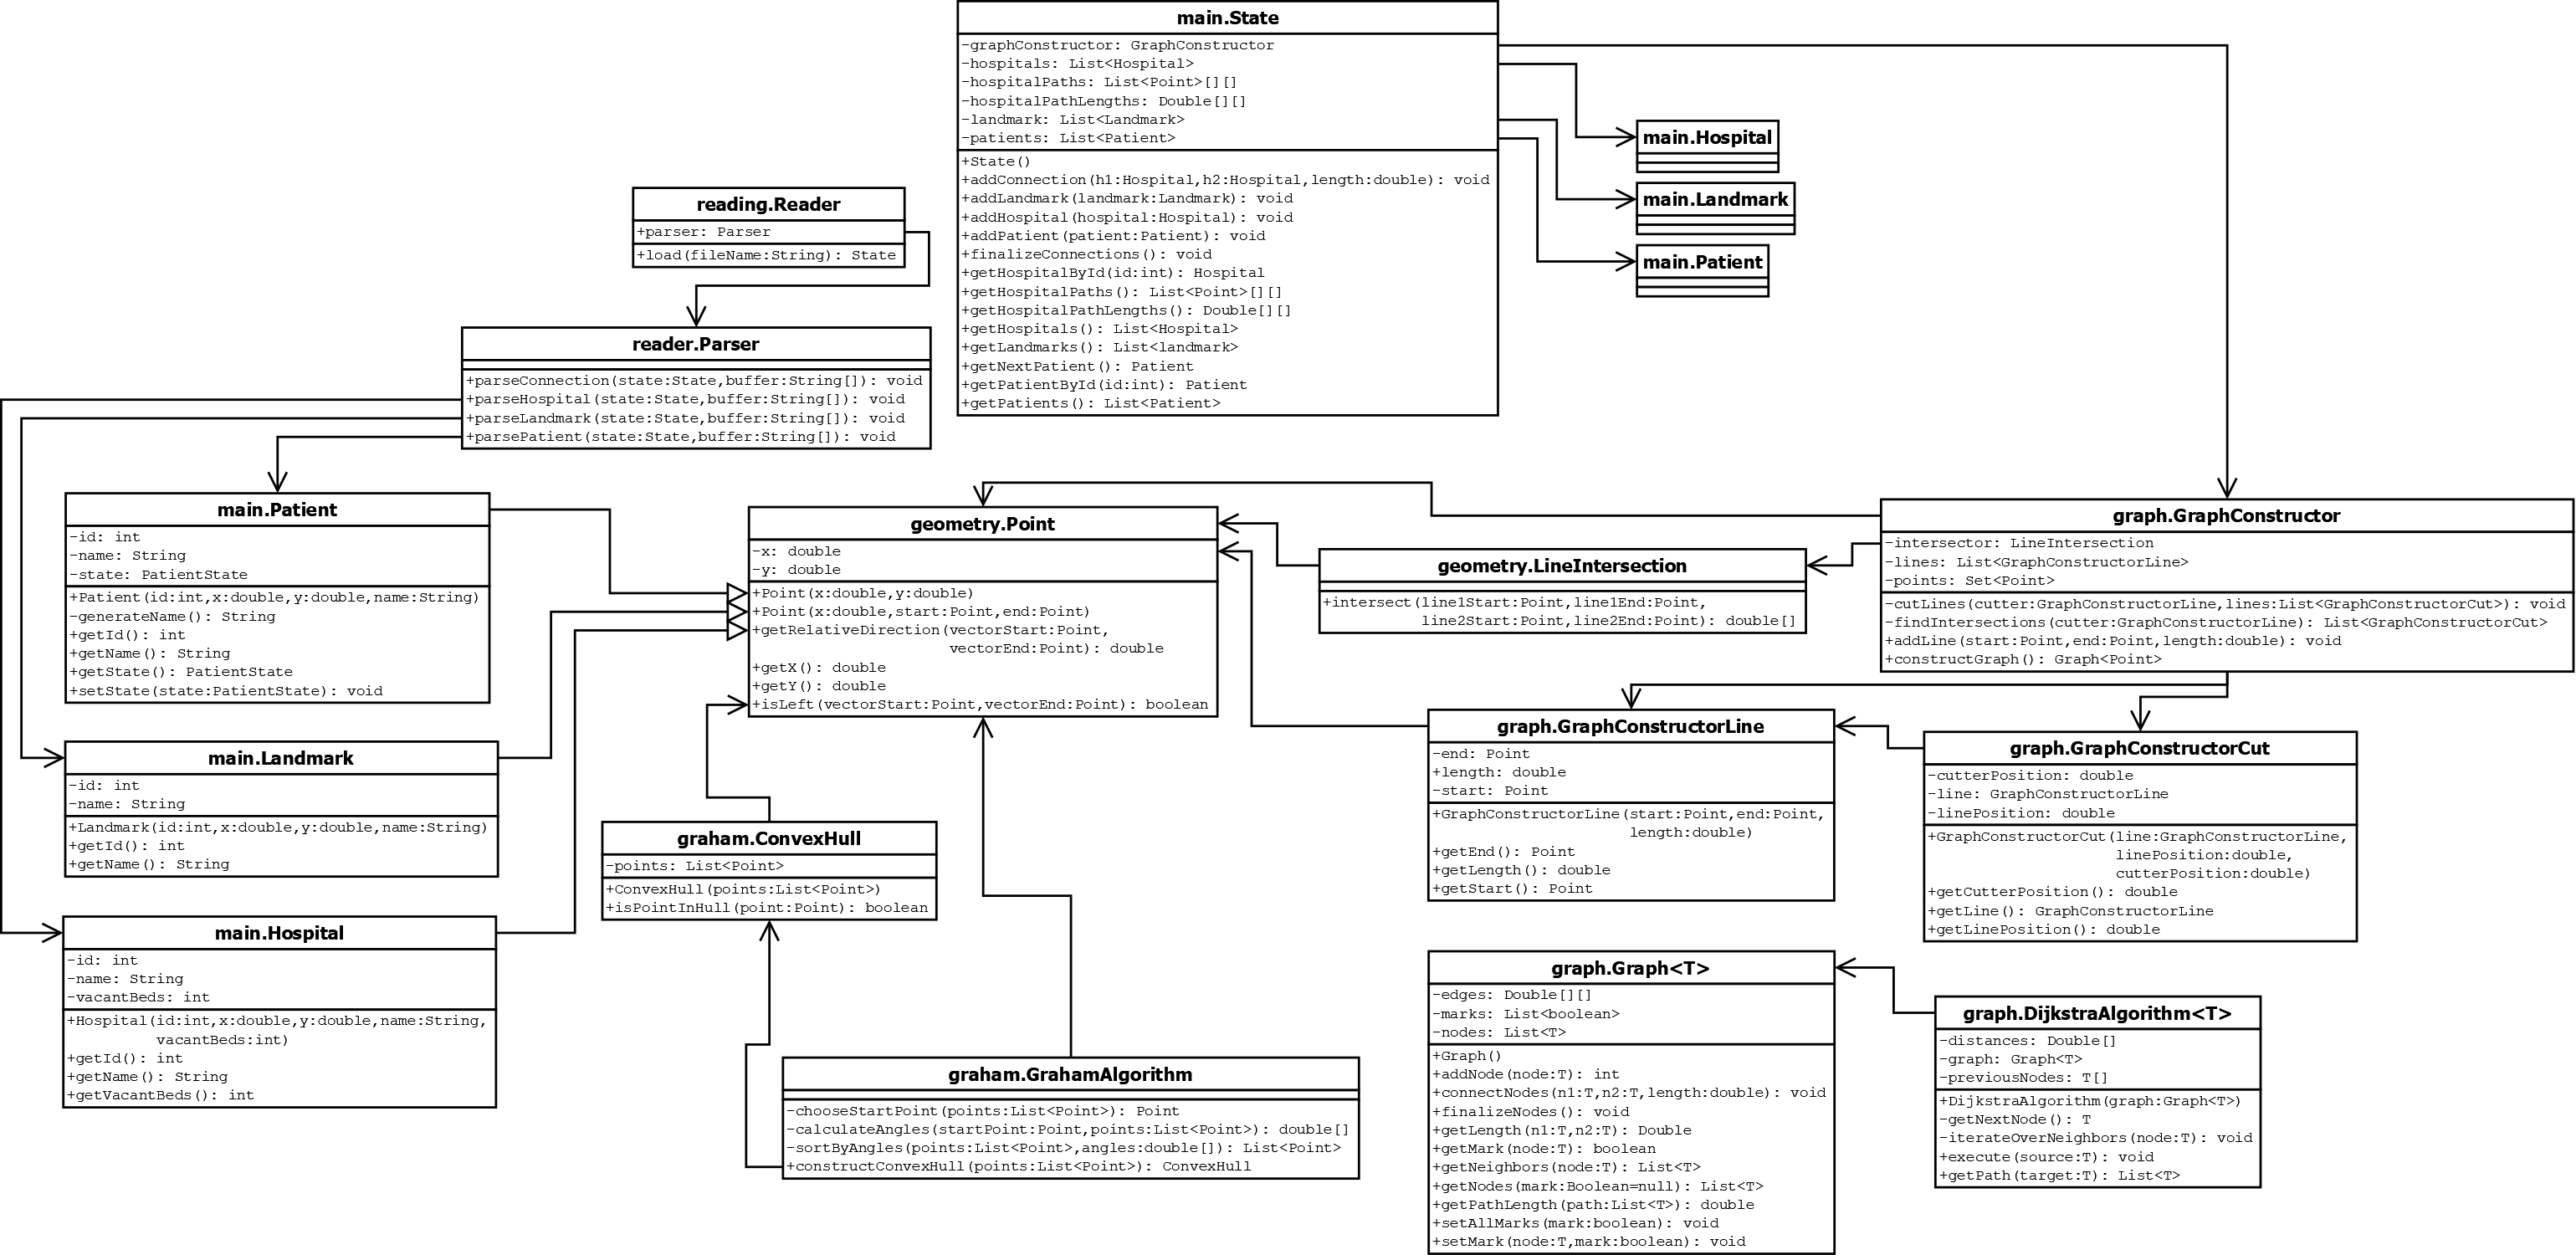 main.State
-graphConstructor: GraphConstructor
-hospitals: List<Hospital>
-hospitalPaths: List<Point>[][]
-hospitalPathLengths: Double[][]
-landmark: List<Landmark>
-patients: List<Patient>
+State()
+addConnection(h1:Hospital,h2:Hospital,length:double): void
+addLandmark(landmark:Landmark): void
+addHospital(hospital:Hospital): void
+addPatient(patient:Patient): void
+finalizeConnections(): void
+getHospitalById(id:int): Hospital
+getHospitalPaths(): List<Point>[][]
+getHospitalPathLengths(): Double[][]
+getHospitals(): List<Hospital>
+getLandmarks(): List<landmark>
+getNextPatient(): Patient
+getPatientById(id:int): Patient
+getPatients(): List<Patient>
main.Hospital
main.Landmark
main.Patient
reading.Reader
+parser: Parser
+load(fileName:String): State
reader.Parser
+parseConnection(state:State,buffer:String[]): void
+parseHospital(state:State,buffer:String[]): void
+parseLandmark(state:State,buffer:String[]): void
+parsePatient(state:State,buffer:String[]): void
main.Patient
-id: int
-name: String
-state: PatientState
+Patient(id:int,x:double,y:double,name:String)
-generateName(): String
+getId(): int
+getName(): String
+getState(): PatientState
+setState(state:PatientState): void
geometry.Point
-x: double
-y: double
+Point(x:double,y:double)
+Point(x:double,start:Point,end:Point)
+getRelativeDirection(vectorStart:Point,
vectorEnd:Point): double
+getX(): double
+getY(): double
+isLeft(vectorStart:Point,vectorEnd:Point): boolean
geometry.LineIntersection
+intersect(line1Start:Point,line1End:Point,
line2Start:Point,line2End:Point): double[]
graph.GraphConstructor
-intersector: LineIntersection
-lines: List<GraphConstructorLine>
-points: Set<Point>
-cutLines(cutter:GraphConstructorLine,lines:List<GraphConstructorCut>): void
-findIntersections(cutter:GraphConstructorLine): List<GraphConstructorCut>
+addLine(start:Point,end:Point,length:double): void
+constructGraph(): Graph<Point>
main.Landmark
-id: int
-name: String
+Landmark(id:int,x:double,y:double,name:String)
+getId(): int
+getName(): String
graph.GraphConstructorLine
-end: Point
+length: double
-start: Point
+GraphConstructorLine(start:Point,end:Point,
length:double)
+getEnd(): Point
+getLength(): double
+getStart(): Point
graph.GraphConstructorCut
-cutterPosition: double
-line: GraphConstructorLine
-linePosition: double
+GraphConstructorCut(line:GraphConstructorLine,
linePosition:double,
cutterPosition:double)
+getCutterPosition(): double
+getLine(): GraphConstructorLine
+getLinePosition(): double
graham.ConvexHull
-points: List<Point>
+ConvexHull(points:List<Point>)
+isPointInHull(point:Point): boolean
main.Hospital
-id: int
-name: String
-vacantBeds: int
+Hospital(id:int,x:double,y:double,name:String,
vacantBeds:int)
+getId(): int
+getName(): String
+getVacantBeds(): int
graham.GrahamAlgorithm
-chooseStartPoint(points:List<Point>): Point
-calculateAngles(startPoint:Point,points:List<Point>): double[]
-sortByAngles(points:List<Point>,angles:double[]): List<Point>
+constructConvexHull(points:List<Point>): ConvexHull
graph.Graph<T>
-edges: Double[][]
-marks: List<boolean>
-nodes: List<T>
+Graph()
+addNode(node:T): int
+connectNodes(n1:T,n2:T,length:double): void
+finalizeNodes(): void
+getLength(n1:T,n2:T): Double
+getMark(node:T): boolean
+getNeighbors(node:T): List<T>
+getNodes(mark:Boolean=null): List<T>
+getPathLength(path:List<T>): double
+setAllMarks(mark:boolean): void
+setMark(node:T,mark:boolean): void
graph.DijkstraAlgorithm<T>
-distances: Double[]
-graph: Graph<T>
-previousNodes: T[]
+DijkstraAlgorithm(graph:Graph<T>)
-getNextNode(): T
-iterateOverNeighbors(node:T): void
+execute(source:T): void
+getPath(target:T): List<T>